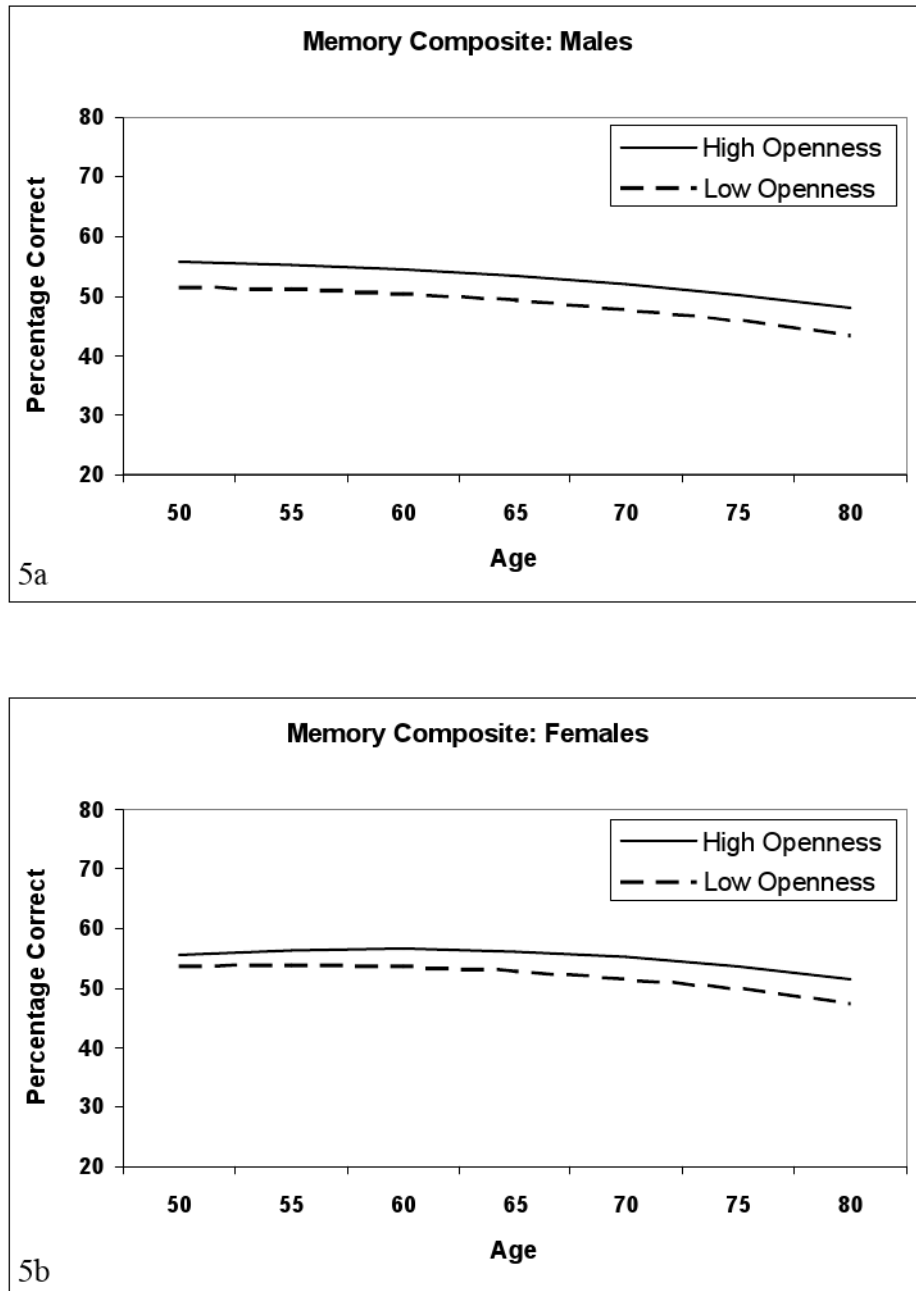 Memory Composite: Males
High Openness
Low Openness
Percentage Correct
80
70
60
50
40
30
20
50 55 60 65 70 75 80
Age
5a
Memory Composite: Females
High Openness
Low Openness
Percentage Correct
80
70
60
50
40
30
20
50 55 60 65 70 75 80
Age
5b